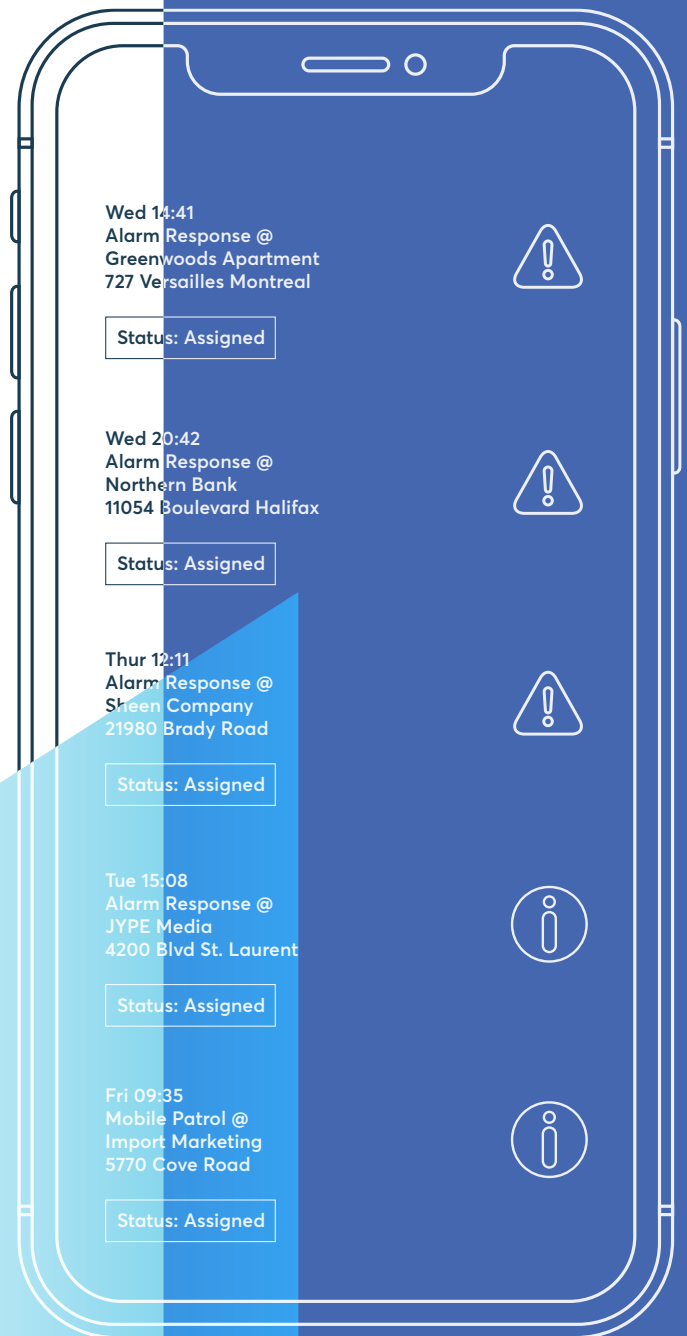 Wed 14:41
Alarm Response @
Greenwoods Apartment
727 Versailles Montreal
Status: Assigned
Wed 20:42
Alarm Response @
Northern Bank
11054 Boulevard Halifax
Status: Assigned
Thur 12:11
Alarm Response @
Sheen Company
21980 Brady Road
Status: Assigned
Tue 15:08
Alarm Response @
JYPE Media
4200 Blvd St. Laurent
Status: Assigned
Fri 09:35
Mobile Patrol @
Import Marketing
5770 Cove Road
Status: Assigned